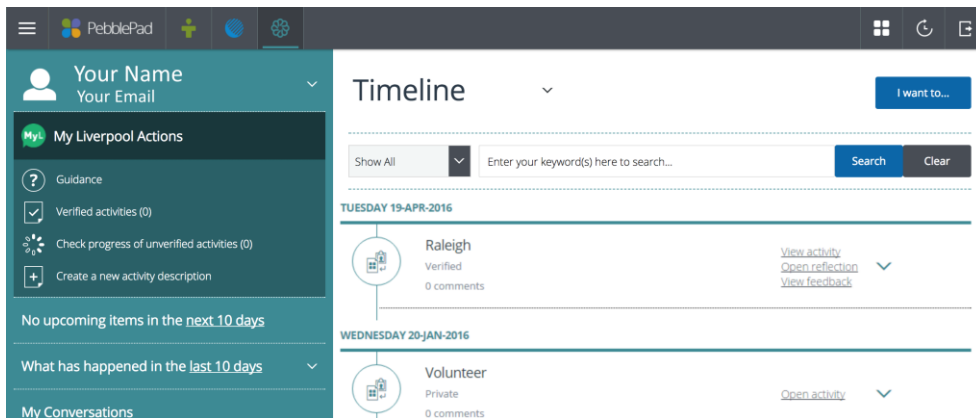 PebblePad
Your Name
Your Email
MyL My Liverpool Actions
? Guidance
Verified activities (0)
Check progress of unverified activities (0)
Create a new activity description
No upcoming items in the next 10 days
What has happened in the last 10 days
My Conversations
Timeline
I want to...
Show All
Enter your keyword(s) here to search...
Search
Clear
TUESDAY 19-APR-2016
Raleigh
Verified
0 comments
View activity
Open reflection
View feedback
WEDNESDAY 20-JAN-2016
Volunteer
Private
0 comments
Open activity